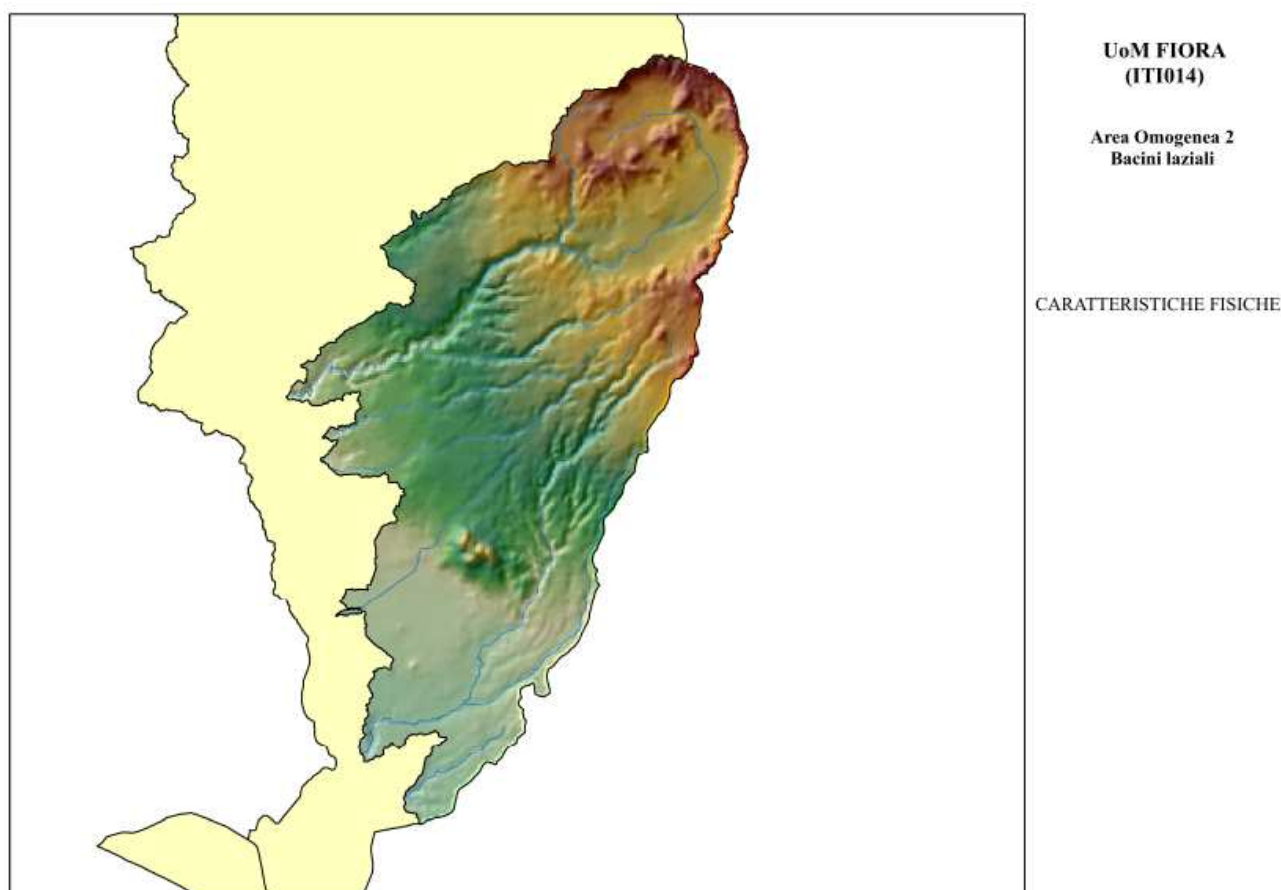 UoM FIORA
(ITI014)
Area Omogenea 2
Bacini laziali
CARATTERISTICHE FISICHE